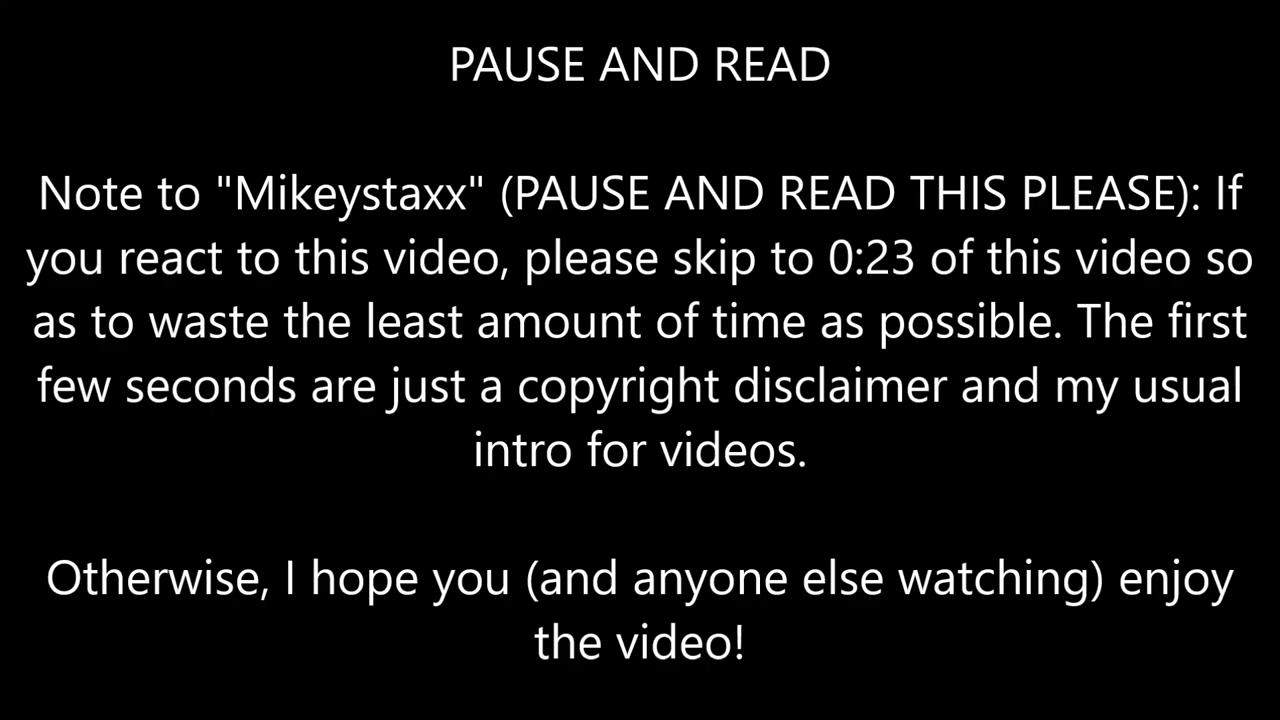 PAUSE AND READ
Note to "Mikeystaxx" (PAUSE AND READ THIS PLEASE): If
you react to this video, please skip to 0:23 of this video so
as to waste the least amount of time as possible. The first
few seconds are just a copyright disclaimer and my usual
intro for videos.
Otherwise, I hope you (and anyone else watching) enjoy
the video!